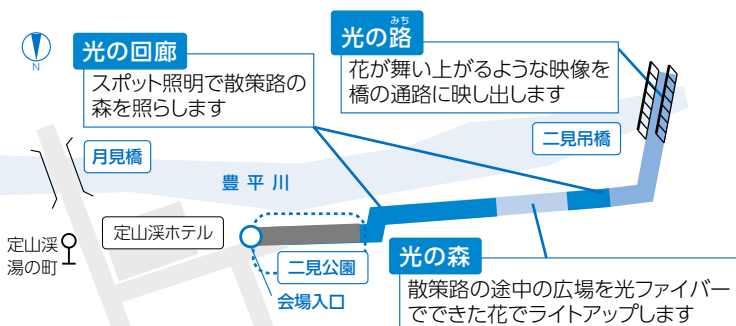 N
光の回廊
スポット照明で散策路の
森を照らします
みち
光の路
花が舞い上がるような映像を
橋の通路に映し出します
月見橋
豊平川
二見吊橋
定山渓
湯の町
定山渓ホテル
二見公園
会場入口
光の森
散策路の途中の広場を光ファイバー
でできた花でライトアップします